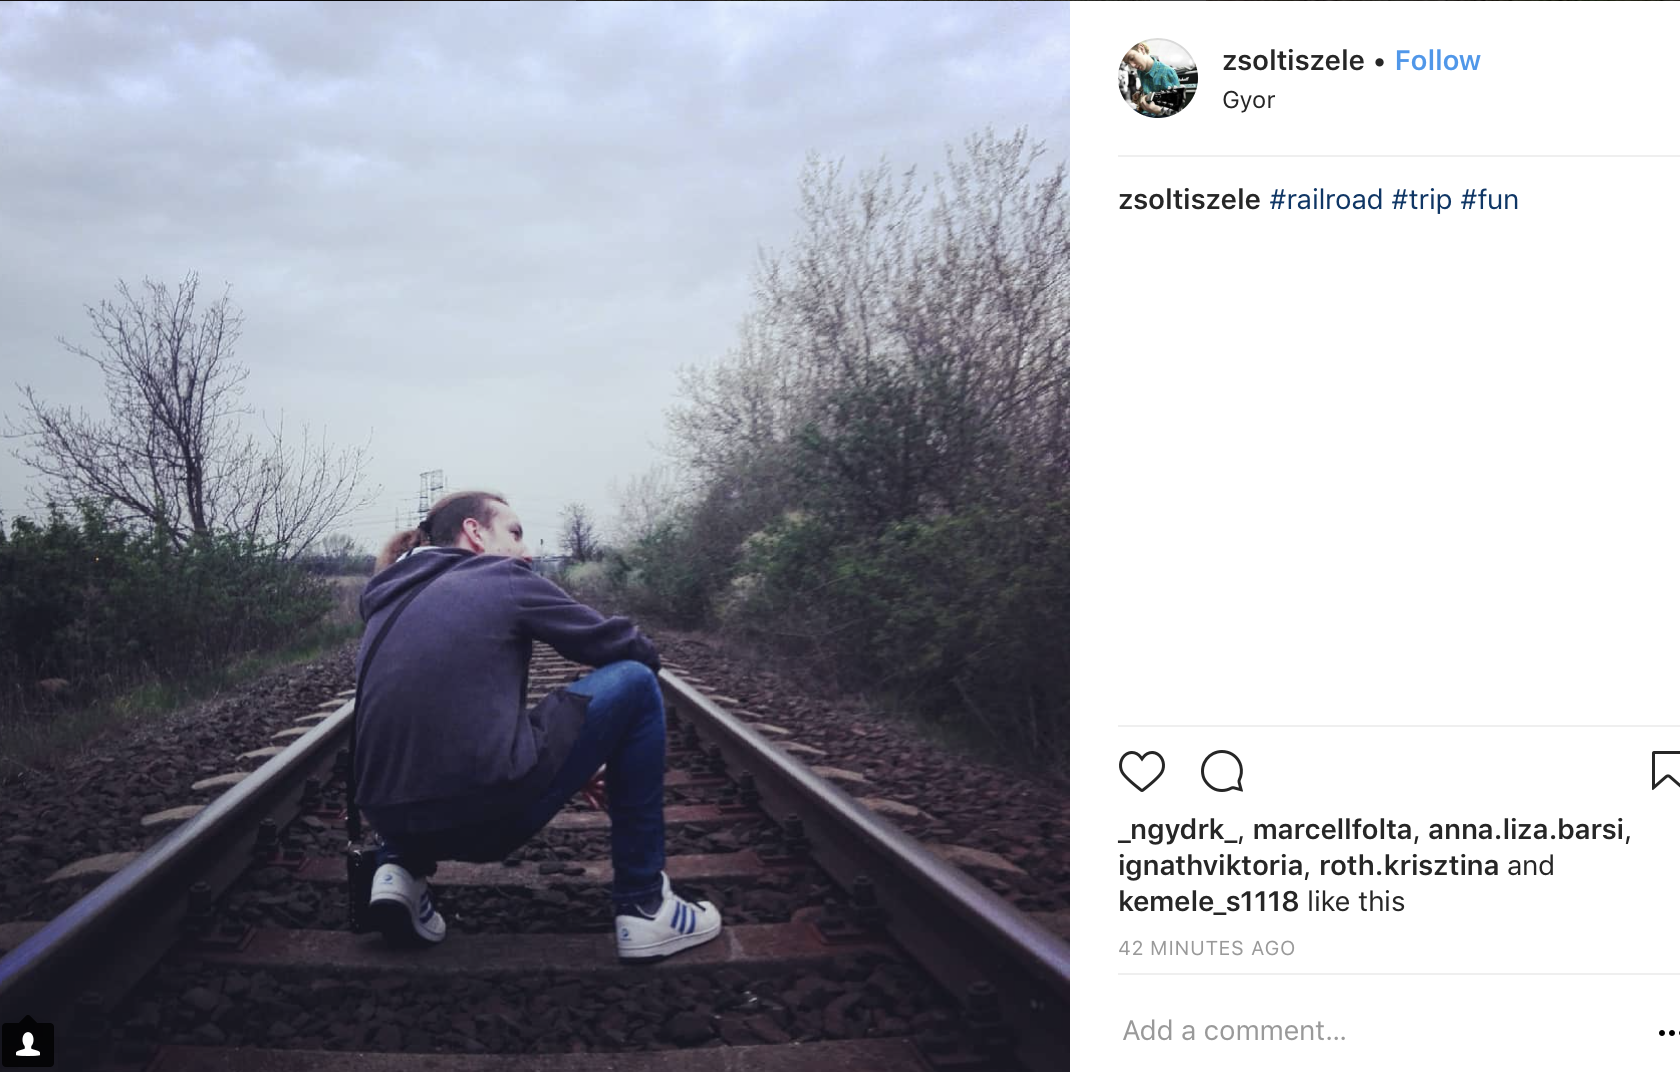 zsoltiszele • Follow
Gyor
zsoltiszele #railroad #trip #fun
_ngydrk_, marcellfolta, anna.liza.barsi,
ignathviktoria, roth.krisztina and
kemele_s1118 like this
42 MINUTES AGO
Add a comment...